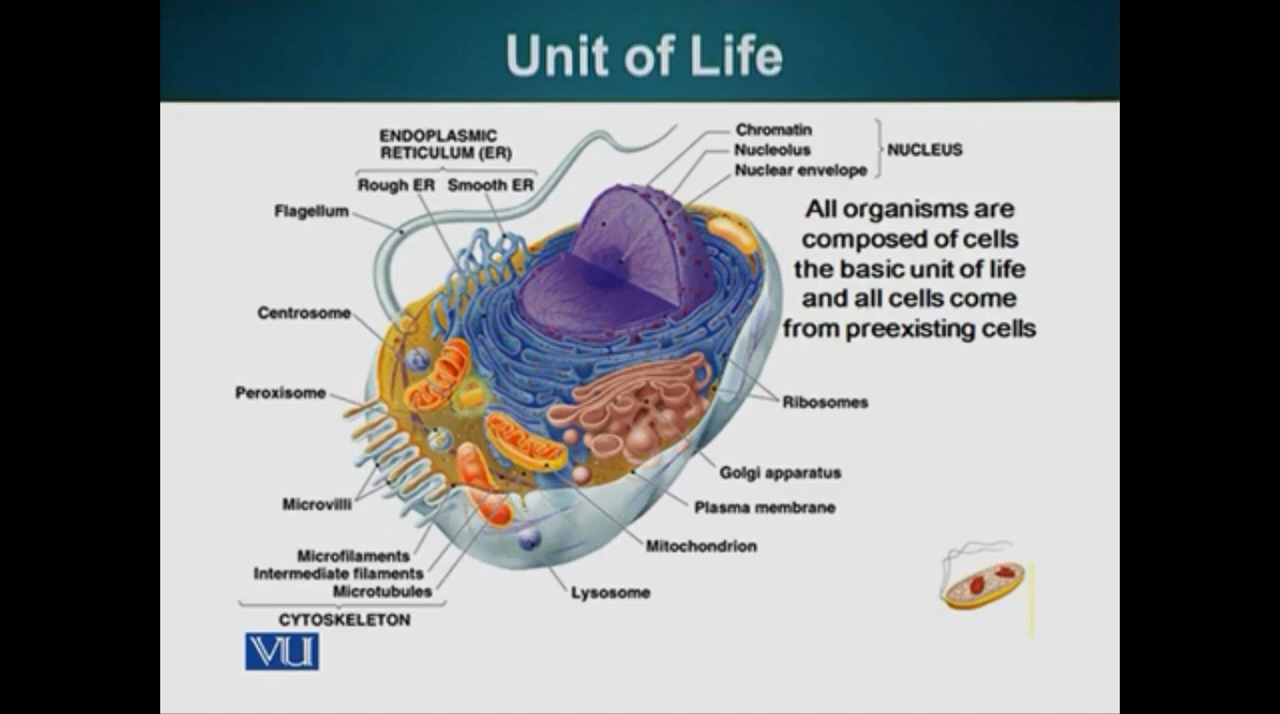 Unit of Life
ENDOPLASMIC
RETICULUM (ER)
Rough ER Smooth ER
Flagellum
Centrosome
Peroxisome
Microvilli
Microfilaments
Intermediate filaments
Microtubules
CYTOSKELETON
Chromatin
Nucleolus
Nuclear envelope
NUCLEUS
All organisms are
composed of cells
the basic unit of life
and all cells come
from preexisting cells
Ribosomes
Golgi apparatus
Plasma membrane
Mitochondrion
Lysosome
VU